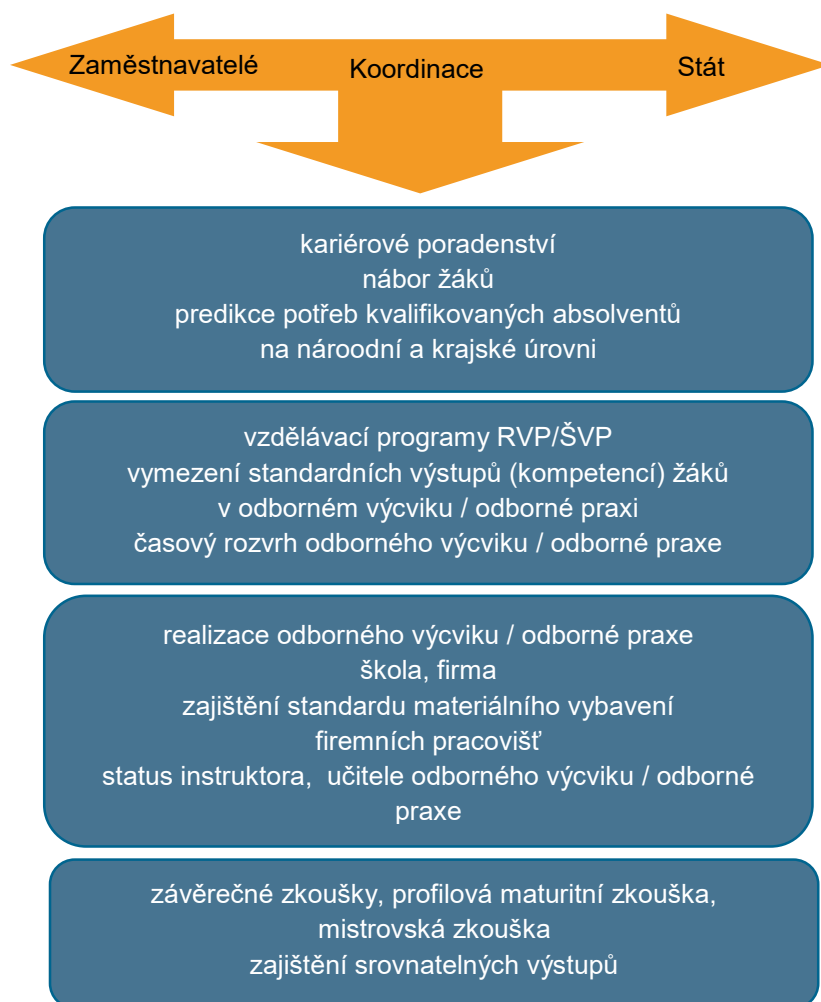 Zaměstnavatelé Koordinace Stát
kariérové poradenství
nábor žáků
predikce potřeb kvalifikovaných absolventů
na nároodní a krajské úrovni
vzdělávací programy RVP/ŠVP
vymezení standardních výstupů (kompetencí) žáků
v odborném výcviku / odborné praxi
časový rozvrh odborného výcviku / odborné praxe
realizace odborného výcviku / odborné praxe
škola, firma
zajištění standardu materiálního vybavení
firemních pracovišť
status instruktora, učitele odborného výcviku / odborné
praxe
závěrečné zkoušky, profilová maturitní zkouška,
mistrovská zkouška
zajištění srovnatelných výstupů